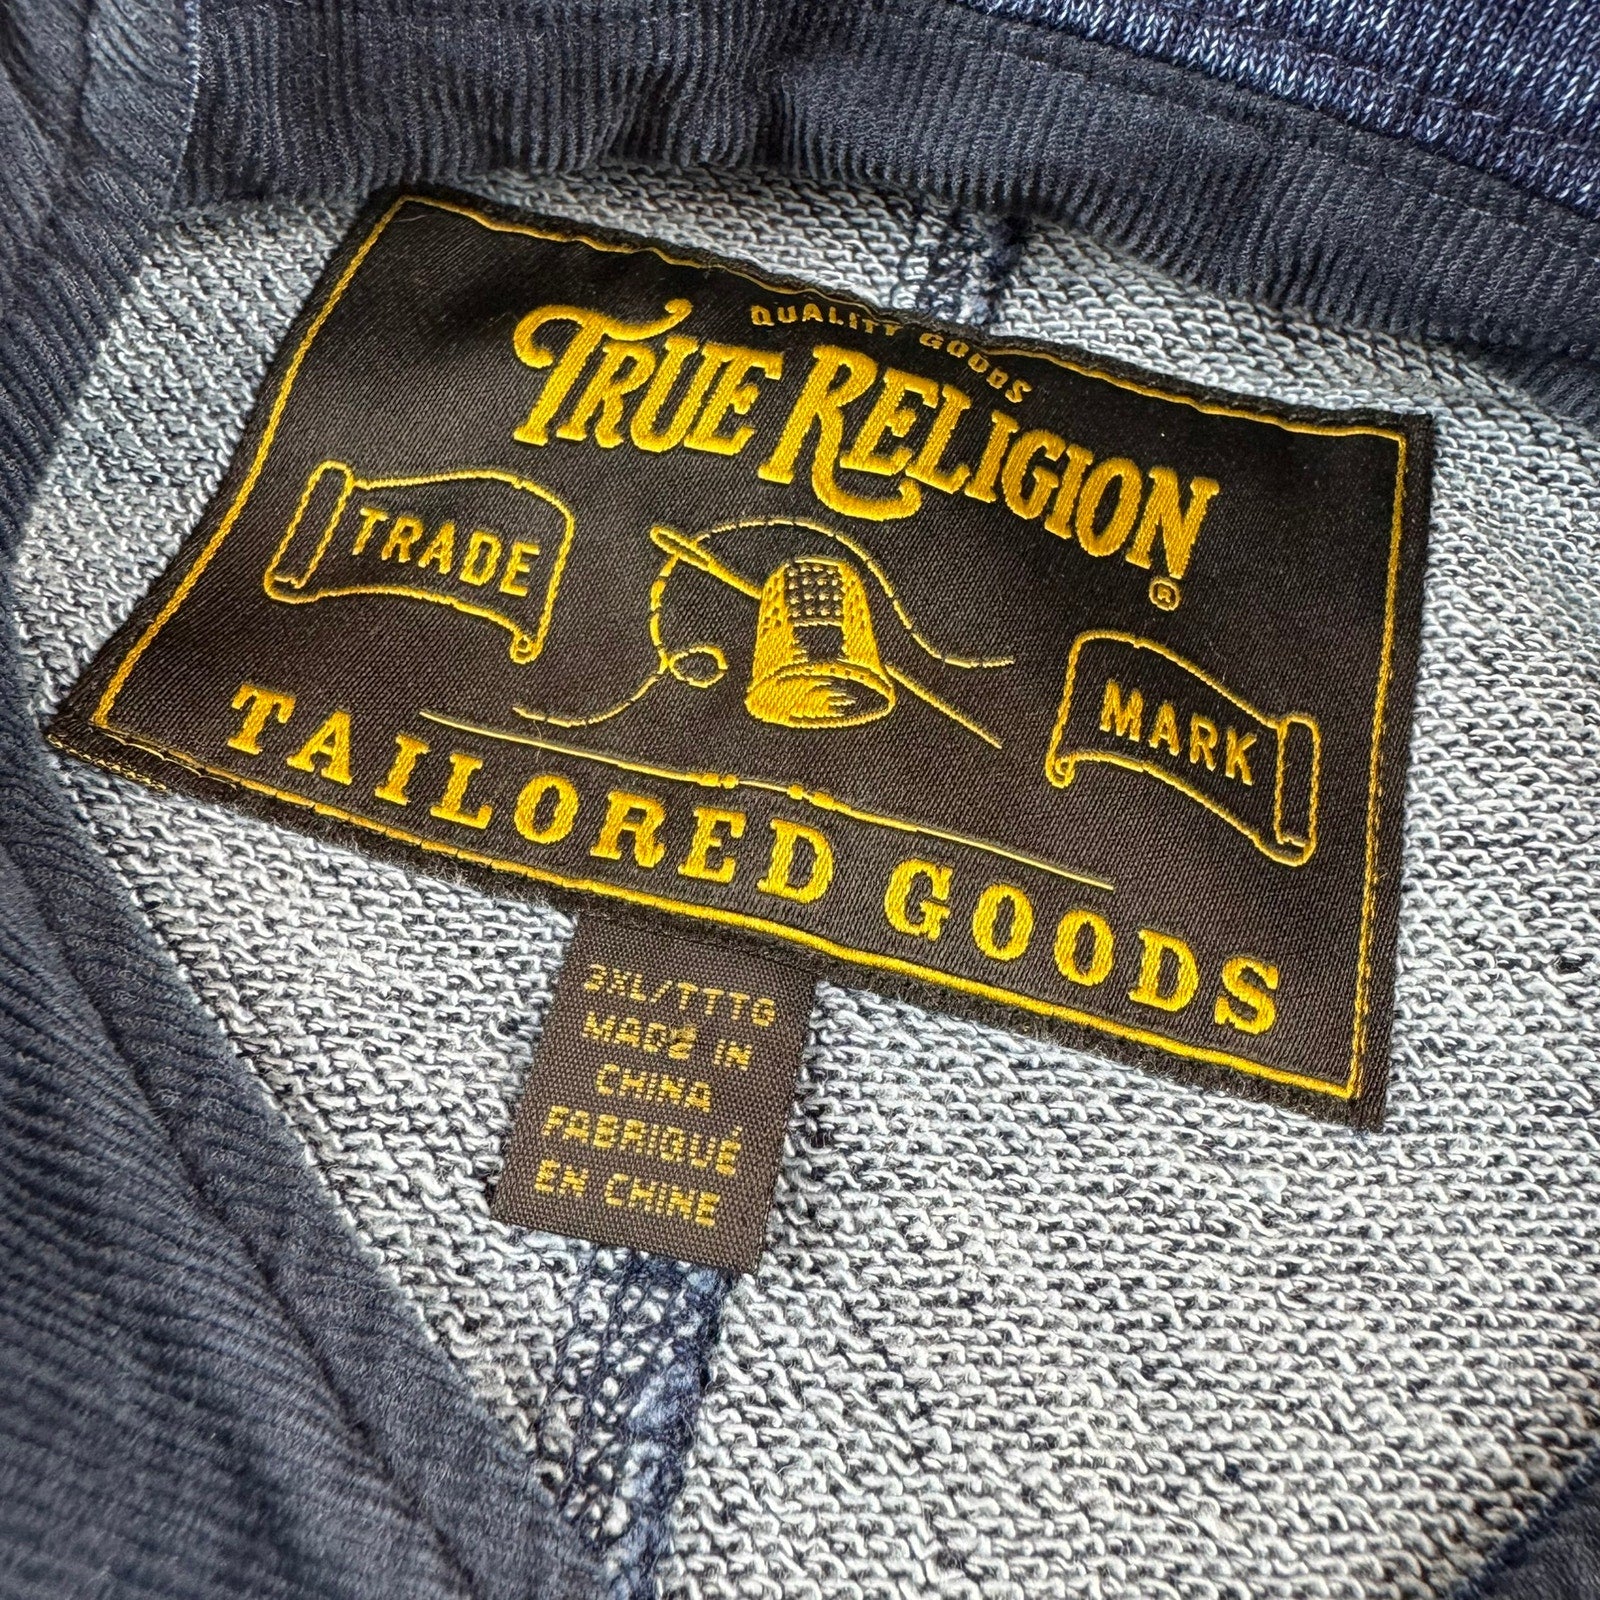 QUALITY GOODS
TRUE RELIGION®
TRADE
MARK
TAILORED GOODS
3XL/TTTG
MADE IN
CHINA
FABRIQUÉ
EN CHINE